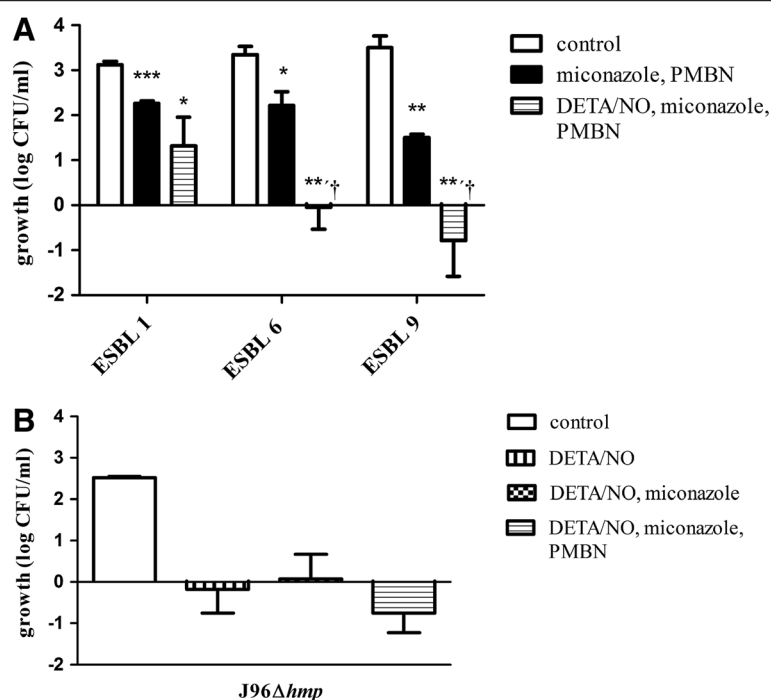 A
growth (log CFU/ml)
4
3
2
1
0
-1
-2
***
*
*
**´†
**
**´†
ESBL 1
ESBL 6
ESBL 9
control
miconazole, PMBN
DETA/NO, miconazole,
PMBN
B
growth (log CFU/ml)
4
3
2
1
0
-1
-2
J96Δhmp
control
DETA/NO
DETA/NO, miconazole
DETA/NO, miconazole,
PMBN